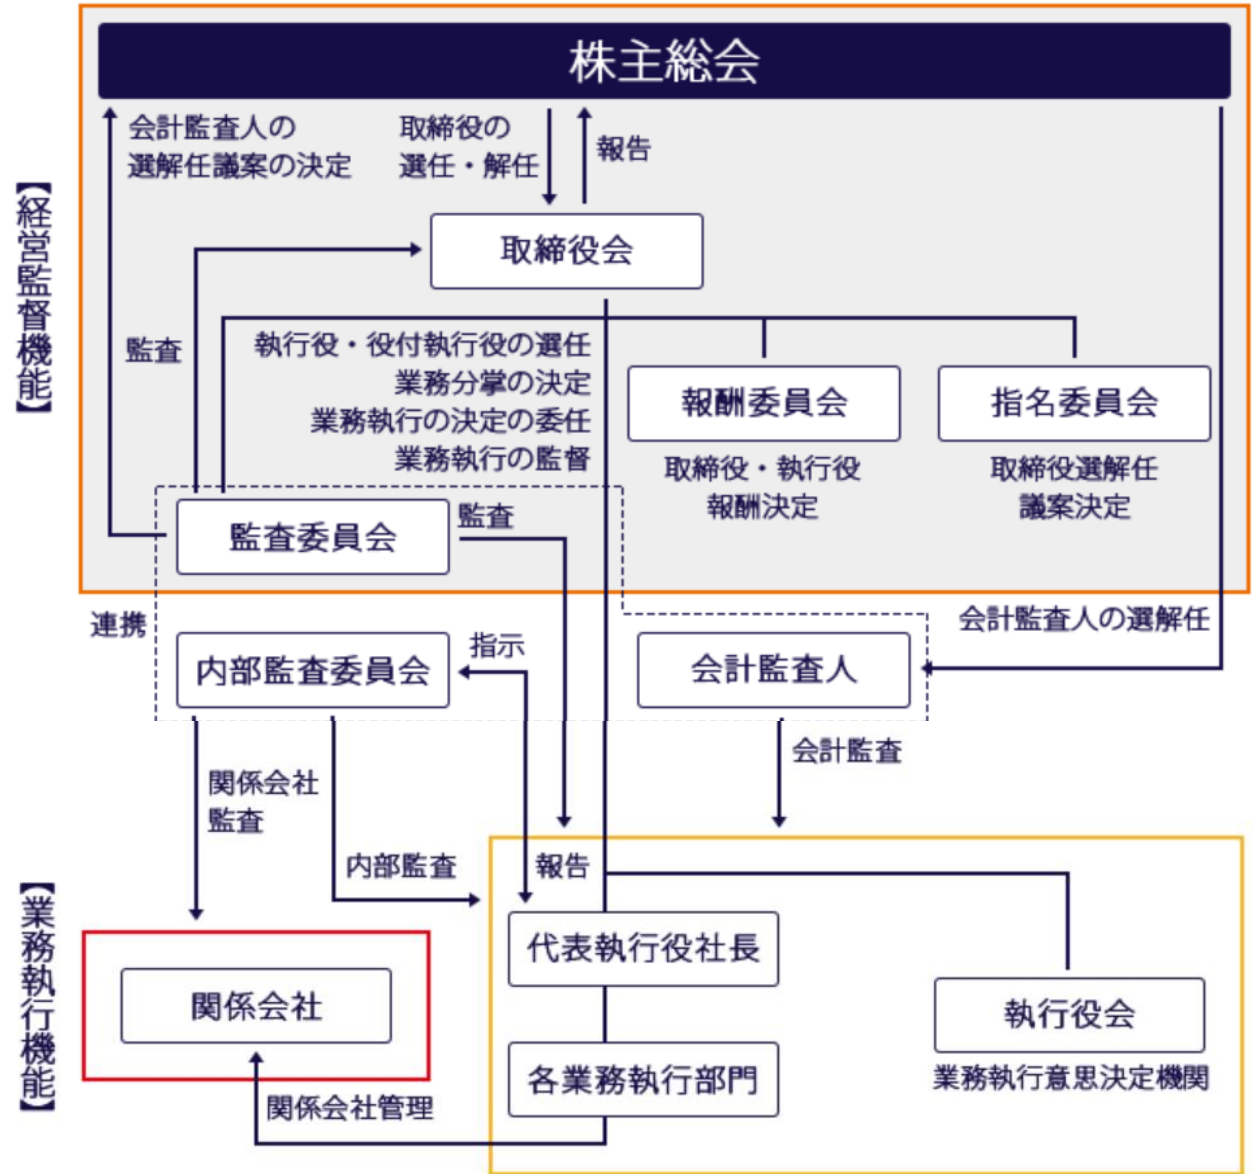 株主総会
会計監査人の
選解任議案の決定
取締役の
選任・解任
報告
【経営監督機能】
取締役会
監査
執行役・役付執行役の選任
業務分掌の決定
業務執行の決定の委任
業務執行の監督
報酬委員会
取締役・執行役
報酬決定
指名委員会
取締役選解任
議案決定
監査委員会
監査
連携
会計監査人の選解任
内部監査委員会
指示
会計監査人
会計監査
関係会社
監査
内部監査
報告
【業務執行機能】
代表執行役社長
関係会社
執行役会
業務執行意思決定機関
各業務執行部門
関係会社管理